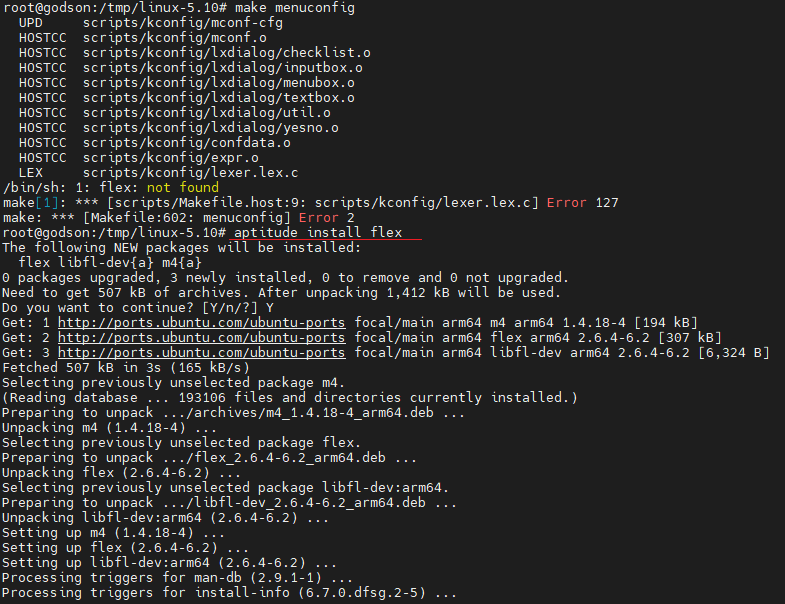 root@godson:/tmp/linux-5.10# make menuconfig
  UPD     scripts/kconfig/mconf-cfg
  HOSTCC  scripts/kconfig/mconf.o
  HOSTCC  scripts/kconfig/lxdialog/checklist.o
  HOSTCC  scripts/kconfig/lxdialog/inputbox.o
  HOSTCC  scripts/kconfig/lxdialog/menubox.o
  HOSTCC  scripts/kconfig/lxdialog/textbox.o
  HOSTCC  scripts/kconfig/lxdialog/util.o
  HOSTCC  scripts/kconfig/lxdialog/yesno.o
  HOSTCC  scripts/kconfig/confdata.o
  HOSTCC  scripts/kconfig/expr.o
  LEX     scripts/kconfig/lexer.lex.c
/bin/sh: 1: flex: not found
make[1]: *** [scripts/Makefile.host:9: scripts/kconfig/lexer.lex.c] Error 127
make: *** [Makefile:602: menuconfig] Error 2
root@godson:/tmp/linux-5.10# aptitude install flex
The following NEW packages will be installed:
  flex libfl-dev{a} m4{a}
0 packages upgraded, 3 newly installed, 0 to remove and 0 not upgraded.
Need to get 507 kB of archives. After unpacking 1,412 kB will be used.
Do you want to continue? [Y/n/?] Y
Get: 1 http://ports.ubuntu.com/ubuntu-ports focal/main arm64 m4 arm64 1.4.18-4 [194 kB]
Get: 2 http://ports.ubuntu.com/ubuntu-ports focal/main arm64 flex arm64 2.6.4-6.2 [307 kB]
Get: 3 http://ports.ubuntu.com/ubuntu-ports focal/main arm64 libfl-dev arm64 2.6.4-6.2 [6,324 B]
Fetched 507 kB in 3s (165 kB/s)
Selecting previously unselected package m4.
(Reading database ... 193106 files and directories currently installed.)
Preparing to unpack .../archives/m4_1.4.18-4_arm64.deb ...
Unpacking m4 (1.4.18-4) ...
Selecting previously unselected package flex.
Preparing to unpack .../flex_2.6.4-6.2_arm64.deb ...
Unpacking flex (2.6.4-6.2) ...
Selecting previously unselected package libfl-dev:arm64.
Preparing to unpack .../libfl-dev_2.6.4-6.2_arm64.deb ...
Unpacking libfl-dev:arm64 (2.6.4-6.2) ...
Setting up m4 (1.4.18-4) ...
Setting up flex (2.6.4-6.2) ...
Setting up libfl-dev:arm64 (2.6.4-6.2) ...
Processing triggers for man-db (2.9.1-1) ...
Processing triggers for install-info (6.7.0.dfsg.2-5) ...